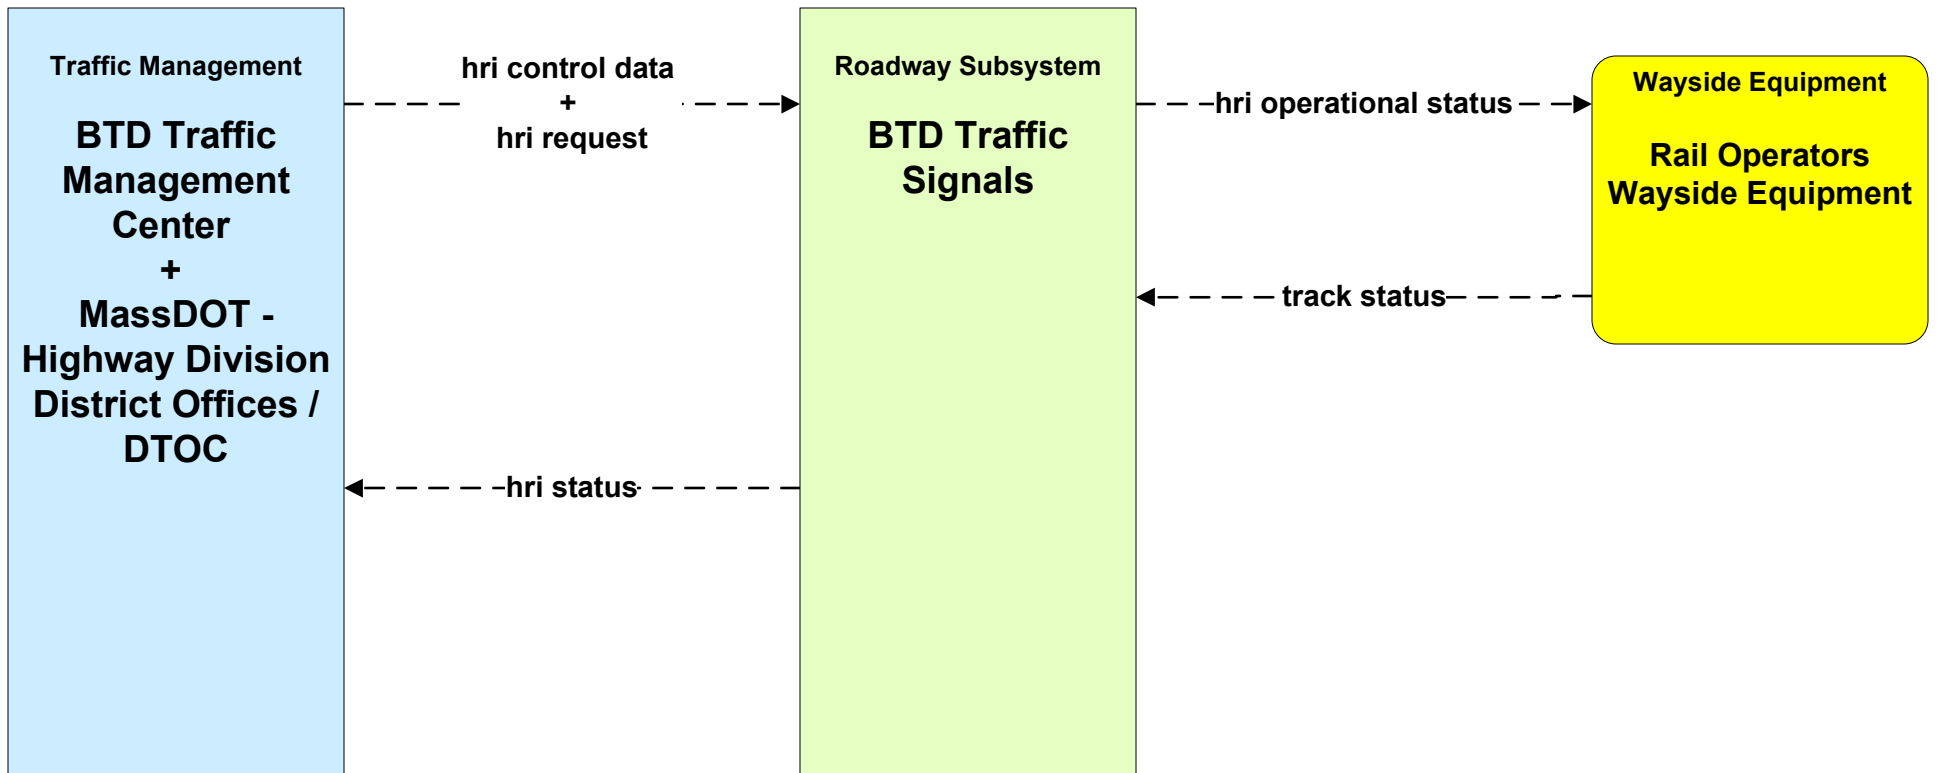 Traffic Management
BTD Traffic
Management
Center
+
MassDOT -
Highway Division
District Offices /
DTOC
hri control data
+
hri request
hri status
Roadway Subsystem
BTD Traffic
Signals
hri operational status
track status
Wayside Equipment
Rail Operators
Wayside Equipment